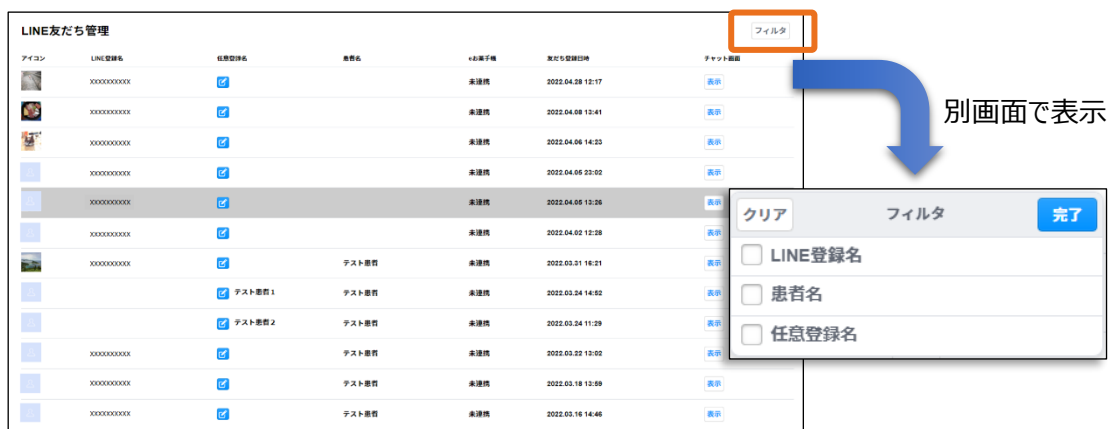 LINE友だち管理 フィルタ
アイコン LINE登録名 任意登録名 患者名 eお薬手帳 友だち登録日時 チャット画面
xxxxxxxxxx 未連携 2022.04.28 12:17 表示
xxxxxxxxxx 未連携 2022.04.08 13:41 表示
xxxxxxxxxx 未連携 2022.04.06 14:23 表示
xxxxxxxxxx 未連携 2022.04.05 23:02 表示
xxxxxxxxxx 未連携 2022.04.05 13:26 表示
xxxxxxxxxx 未連携 2022.04.02 12:28 表示
xxxxxxxxxx テスト患者 未連携 2022.03.31 16:21 表示
テスト患者1 テスト患者 未連携 2022.03.24 14:52 表示
テスト患者2 テスト患者 未連携 2022.03.24 11:29 表示
xxxxxxxxxx テスト患者 未連携 2022.03.22 13:02 表示
xxxxxxxxxx テスト患者 未連携 2022.03.18 13:59 表示
xxxxxxxxxx テスト患者 未連携 2022.03.16 14:46 表示
別画面で表示
クリア フィルタ 完了
LINE登録名
患者名
任意登録名